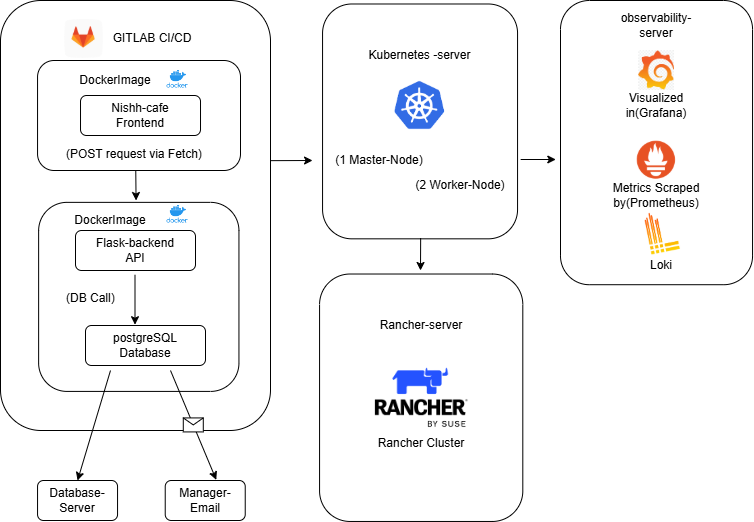 GITLAB CI/CD
DockerImage
docker
Nishh-cafe
Frontend
(POST request via Fetch)
DockerImage
docker
Flask-backend
API
(DB Call)
postgreSQL
Database
Database-
Server
Manager-
Email
Kubernetes -server
(1 Master-Node)
(2 Worker-Node)
Rancher-server
RANCHER®
BY SUSE
Rancher Cluster
observability-
server
Visualized
in(Grafana)
Metrics Scraped
by(Prometheus)
Loki